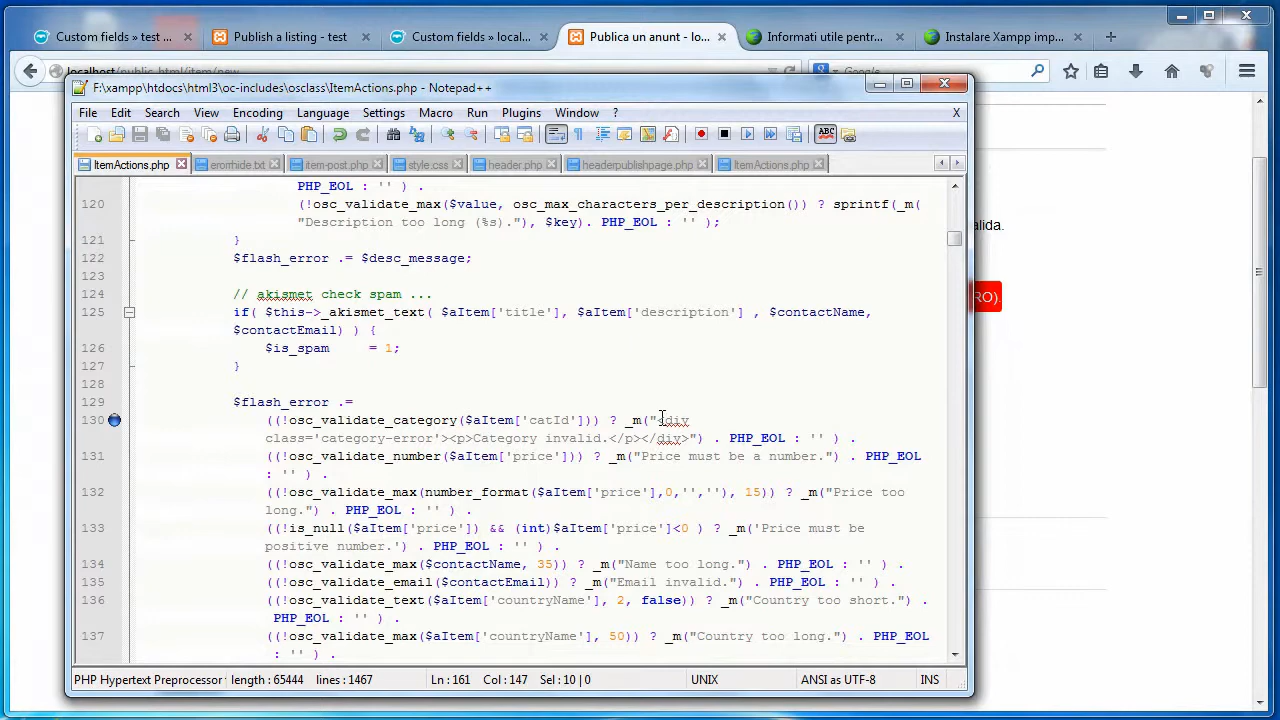 Custom fields » test ...
Publish a listing - test
Custom fields » local...
Publica un anunt - lo...
Informati utile pentr...
Instalare Xampp imp...
localhost/public_html/item/new
Google
F:\xampp\htdocs\html3\oc-includes\osclass\ItemActions.php - Notepad++
File Edit Search View Encoding Language Settings Macro Run Plugins Window ? X
ItemActions.php erorrhide.txt item-post.php style.css header.php headerpublishpage.php ItemActions.php
PHP_EOL : '' ) .
120 (!osc_validate_max($value, osc_max_characters_per_description()) ? sprintf(_m(
"Description too long (%s)."), $key). PHP_EOL : '' );
121 }
122 $flash_error .= $desc_message;
123
124 // akismet check spam ...
125 if( $this->_akismet_text( $aItem['title'], $aItem['description'] , $contactName,
$contactEmail) ) {
126 $is_spam = 1;
127 }
128
129 $flash_error .=
130 ((!osc_validate_category($aItem['catId'])) ? _m("<div
class='category-error'><p>Category invalid.</p></div>") . PHP_EOL : '' ) .
131 ((!osc_validate_number($aItem['price'])) ? _m("Price must be a number.") . PHP_EOL
: '' ) .
132 ((!osc_validate_max(number_format($aItem['price'],0,'',''), 15)) ? _m("Price too
long.") . PHP_EOL : '' ) .
133 ((!is_null($aItem['price']) && (int)$aItem['price']<0 ) ? _m('Price must be
positive number.') . PHP_EOL : '' ) .
134 ((!osc_validate_max($contactName, 35)) ? _m("Name too long.") . PHP_EOL : '' ) .
135 ((!osc_validate_email($contactEmail)) ? _m("Email invalid.") . PHP_EOL : '' ) .
136 ((!osc_validate_text($aItem['countryName'], 2, false)) ? _m("Country too short.") .
PHP_EOL : '' ) .
137 ((!osc_validate_max($aItem['countryName'], 50)) ? _m("Country too long.") . PHP_EOL
: '' ) .
alida.
RO).
PHP Hypertext Preprocessor length : 65444 lines : 1467 Ln : 161 Col : 147 Sel : 10 | 0 UNIX ANSI as UTF-8 INS